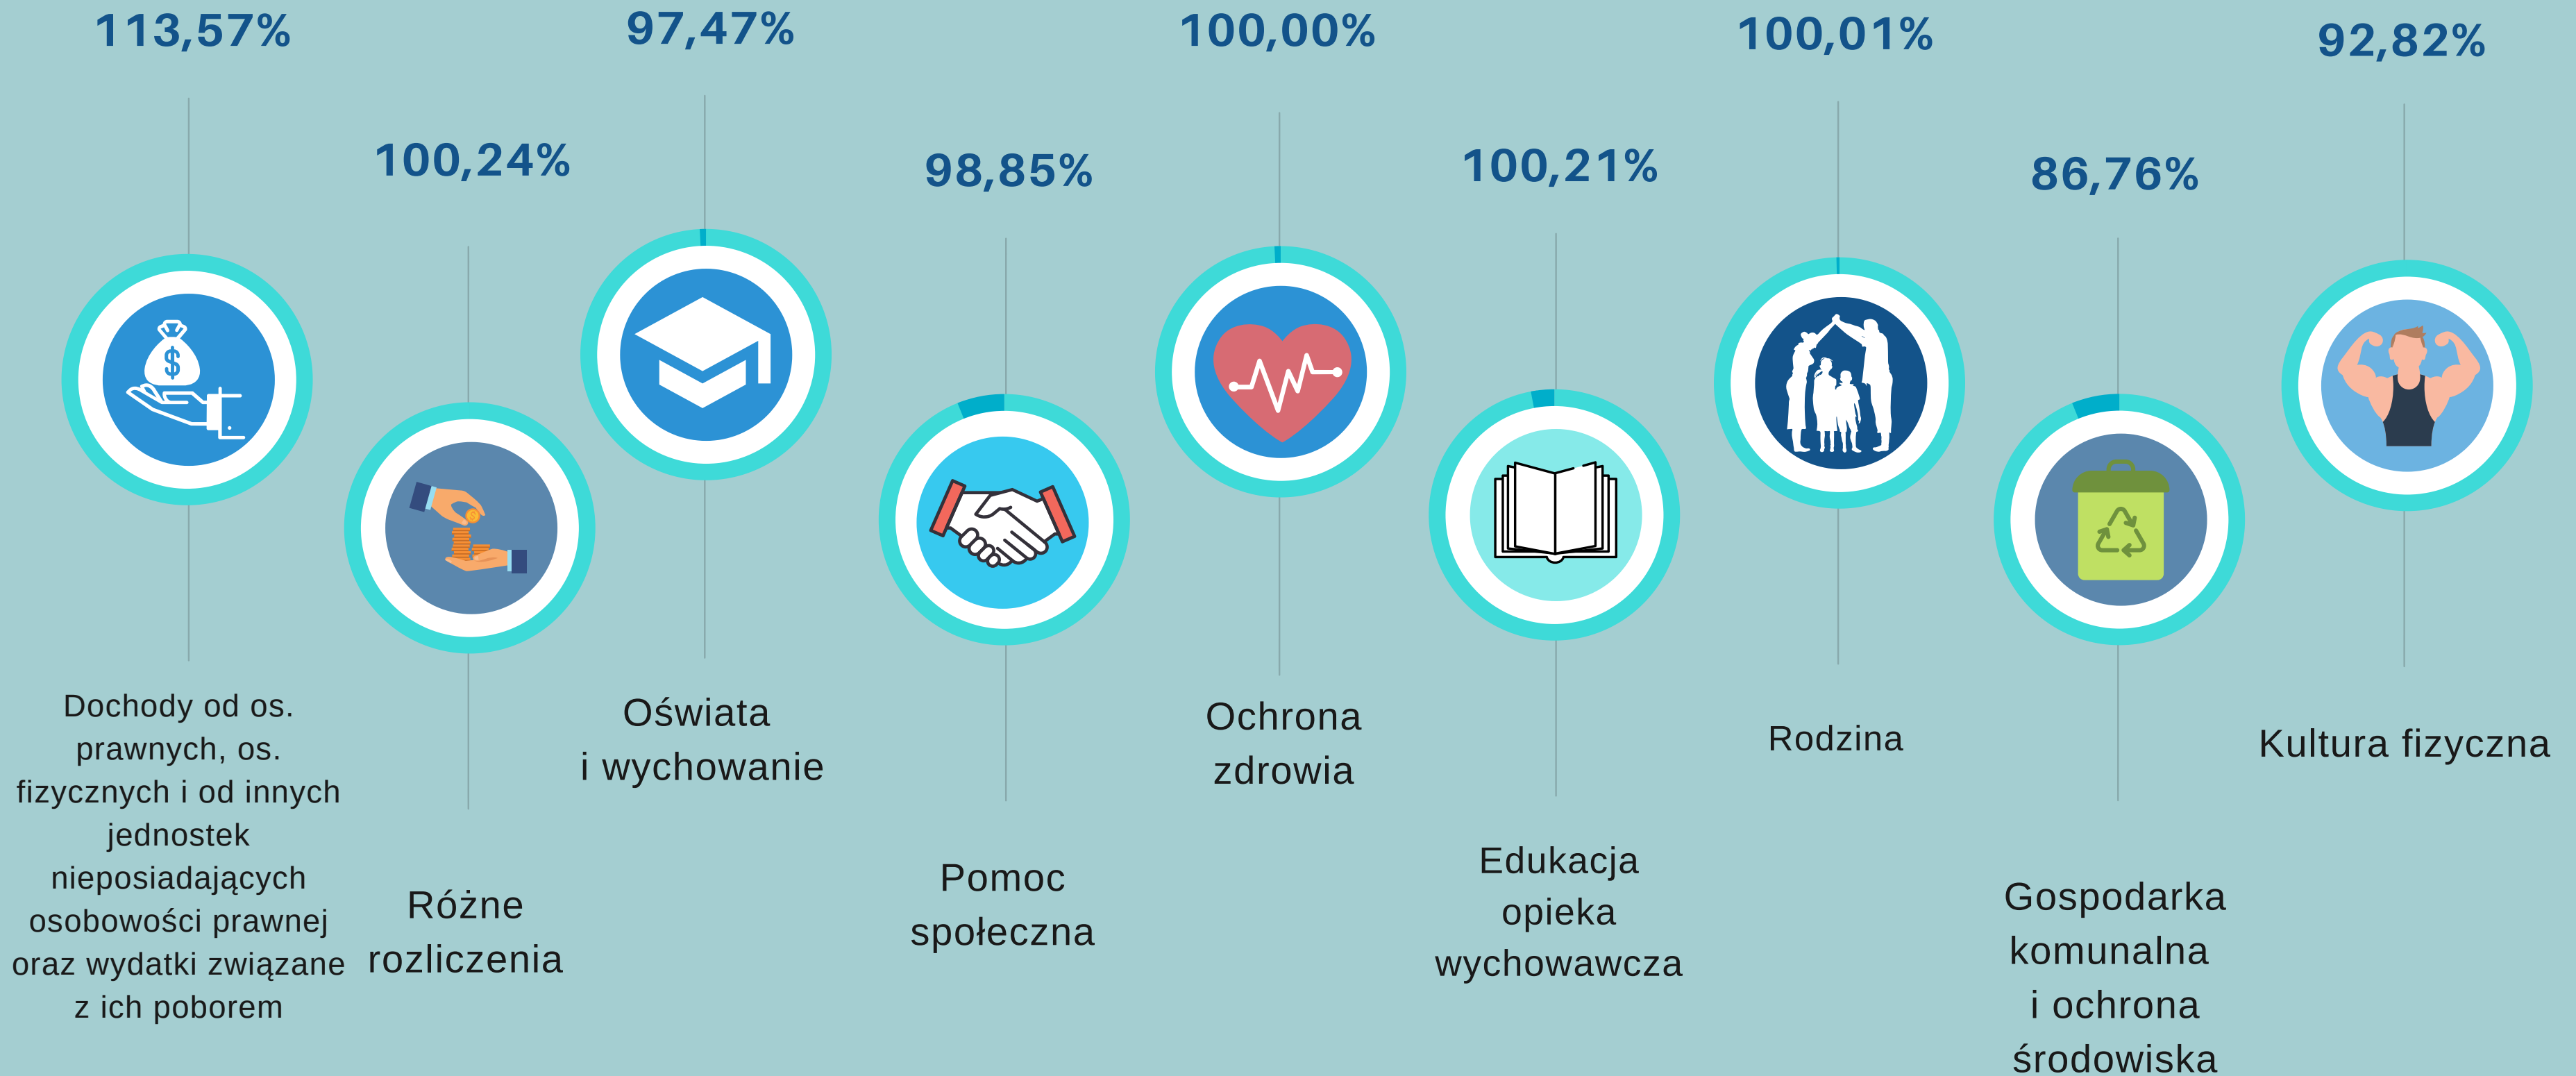 113,57%
Dochody od os.
prawnych, os.
fizycznych i od innych
jednostek
nieposiadających
osobowości prawnej
oraz wydatki związane
z ich poborem
100,24%
Różne
rozliczenia
97,47%
Oświata
i wychowanie
98,85%
Pomoc
społeczna
100,00%
Ochrona
zdrowia
100,21%
Edukacja
opieka
wychowawcza
100,01%
Rodzina
86,76%
Gospodarka
komunalna
i ochrona
środowiska
92,82%
Kultura fizyczna
$